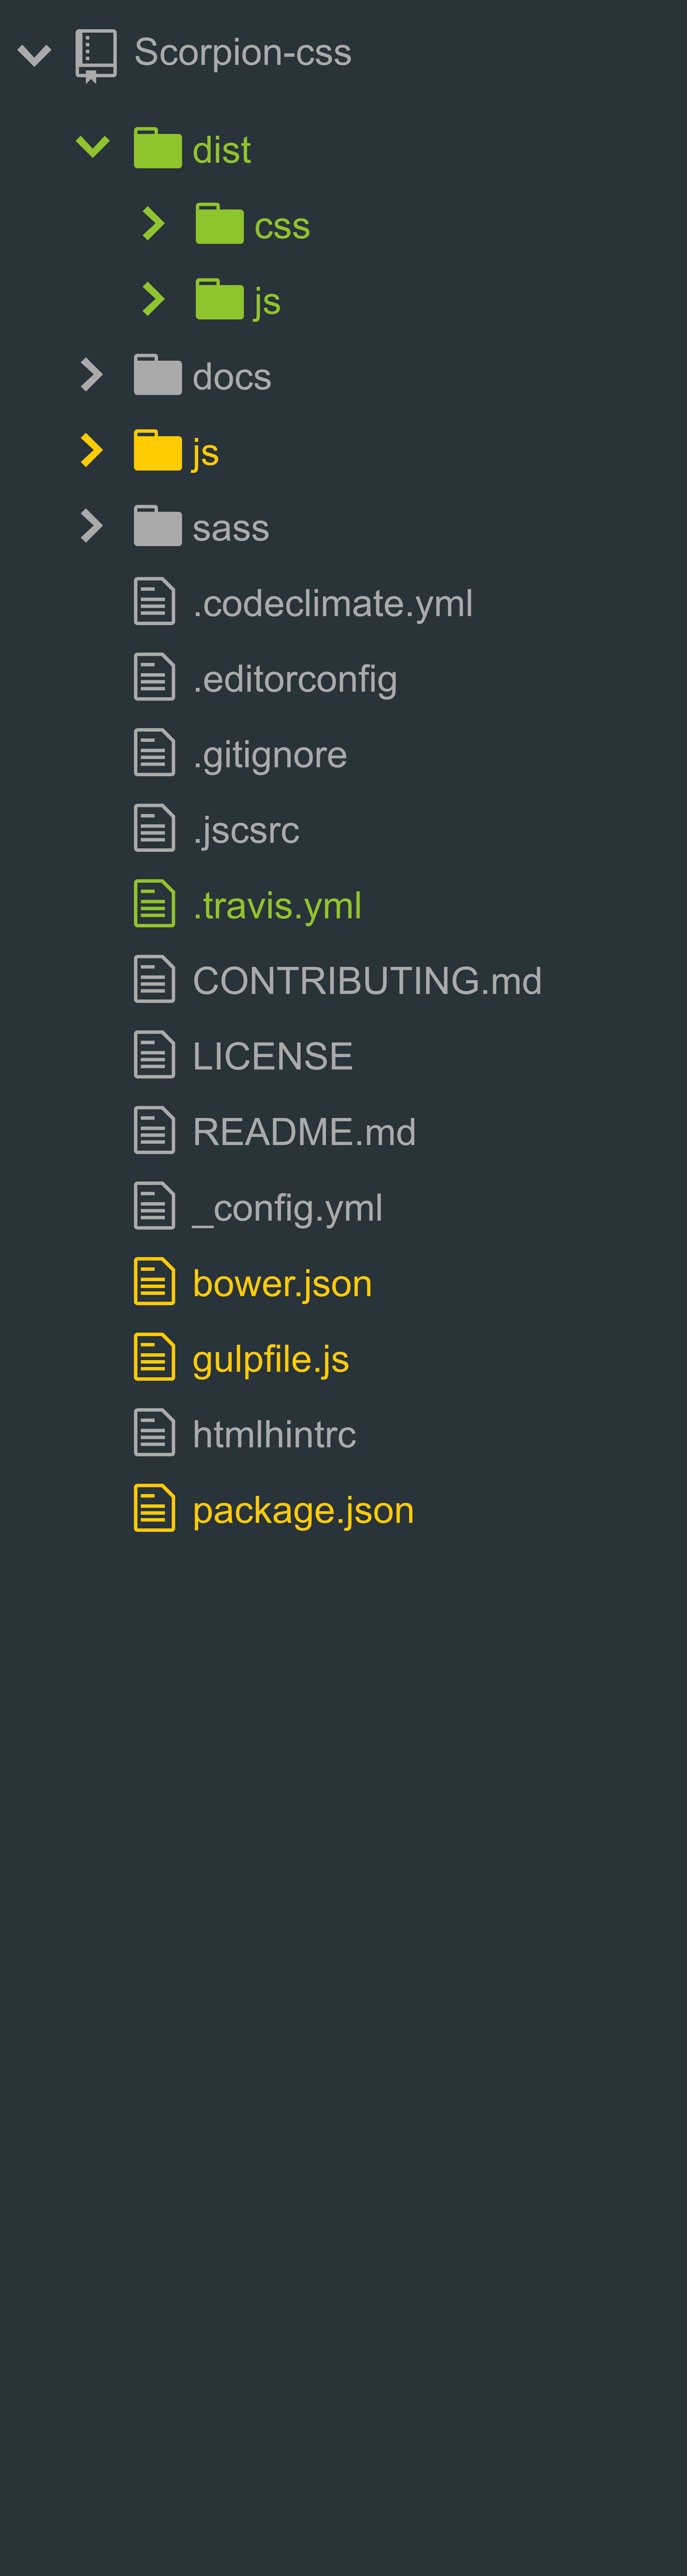 Scorpion-css
dist
css
js
docs
js
sass
.codeclimate.yml
.editorconfig
.gitignore
.jscsrc
.travis.yml
CONTRIBUTING.md
LICENSE
README.md
_config.yml
bower.json
gulpfile.js
htmlhintrc
package.json